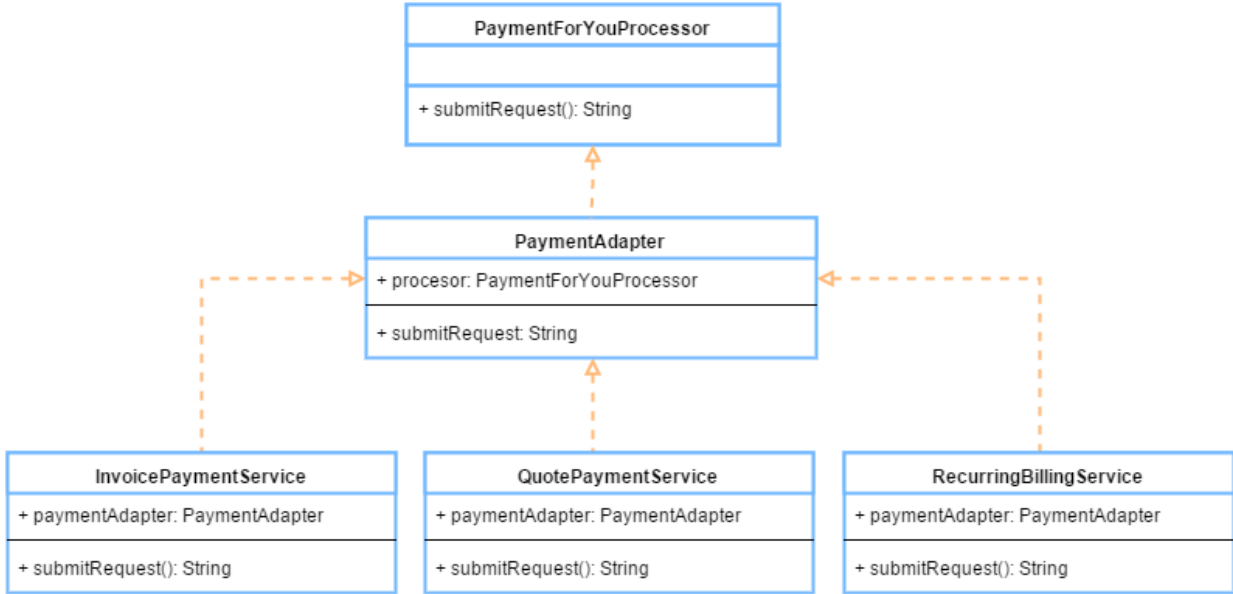 PaymentForYouProcessor
+ submitRequest(): String
PaymentAdapter
+ procesor: PaymentForYouProcessor
+ submitRequest: String
InvoicePaymentService
+ paymentAdapter: PaymentAdapter
+ submitRequest(): String
QuotePaymentService
+ paymentAdapter: PaymentAdapter
+ submitRequest(): String
RecurringBillingService
+ paymentAdapter: PaymentAdapter
+ submitRequest(): String